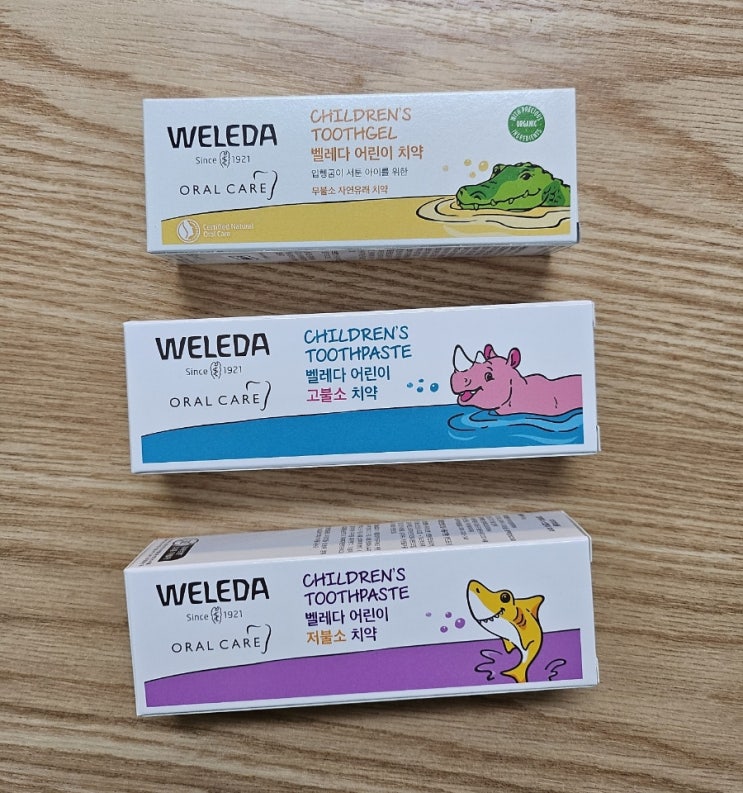 WELEDA
Since 1921
ORAL CARE
CHILDREN'S
TOOTHGEL
벨레다 어린이 치약
입헹굼이 서툰 아이를 위한
무불소 자연유래 치약
WITH PRECIOUS
ORGANIC
INGREDIENTS
Certified Natural
Oral Care
WELEDA
Since 1921
ORAL CARE
CHILDREN'S
TOOTHPASTE
벨레다 어린이
고불소 치약
WELEDA
Since 1921
ORAL CARE
CHILDREN'S
TOOTHPASTE
벨레다 어린이
저불소 치약